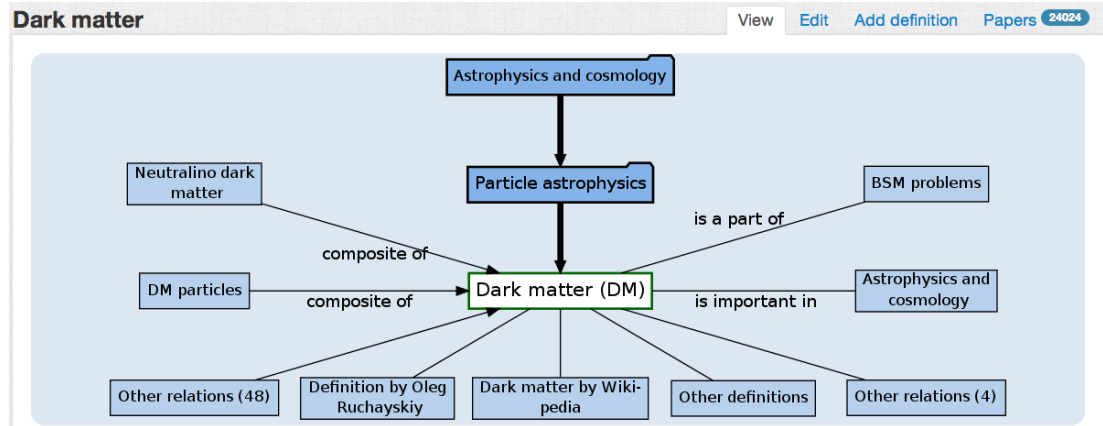 Dark matter
View Edit Add definition Papers 24024
Astrophysics and cosmology
Neutralino dark
matter
Particle astrophysics
BSM problems
is a part of
composite of
DM particles
composite of
Dark matter (DM)
is important in
Astrophysics and
cosmology
Other relations (48)
Definition by Oleg
Ruchayskiy
Dark matter by Wiki-
pedia
Other definitions
Other relations (4)